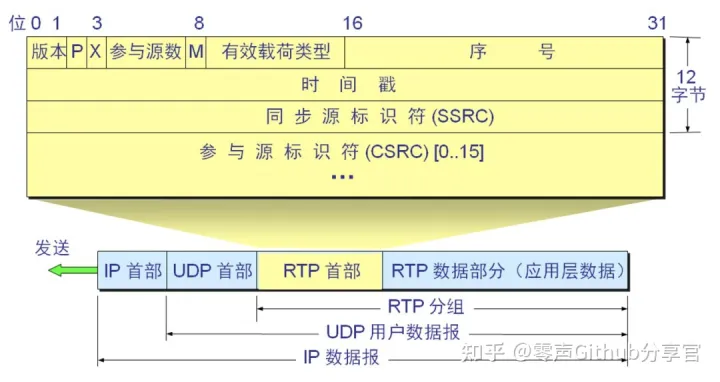 位 0 1 3 8 16 31
版本 P X 参与源数 M 有效载荷类型 序 号
时 间 戳
12
字节
同 步 源 标 识 符 (SSRC)
参 与 源 标 识 符 (CSRC) [0..15]
...
发送
IP 首部 UDP 首部 RTP 首部 RTP 数据部分（应用层数据）
RTP 分组
UDP 用户数据报
IP 数据报
知乎 @零声Github分享官